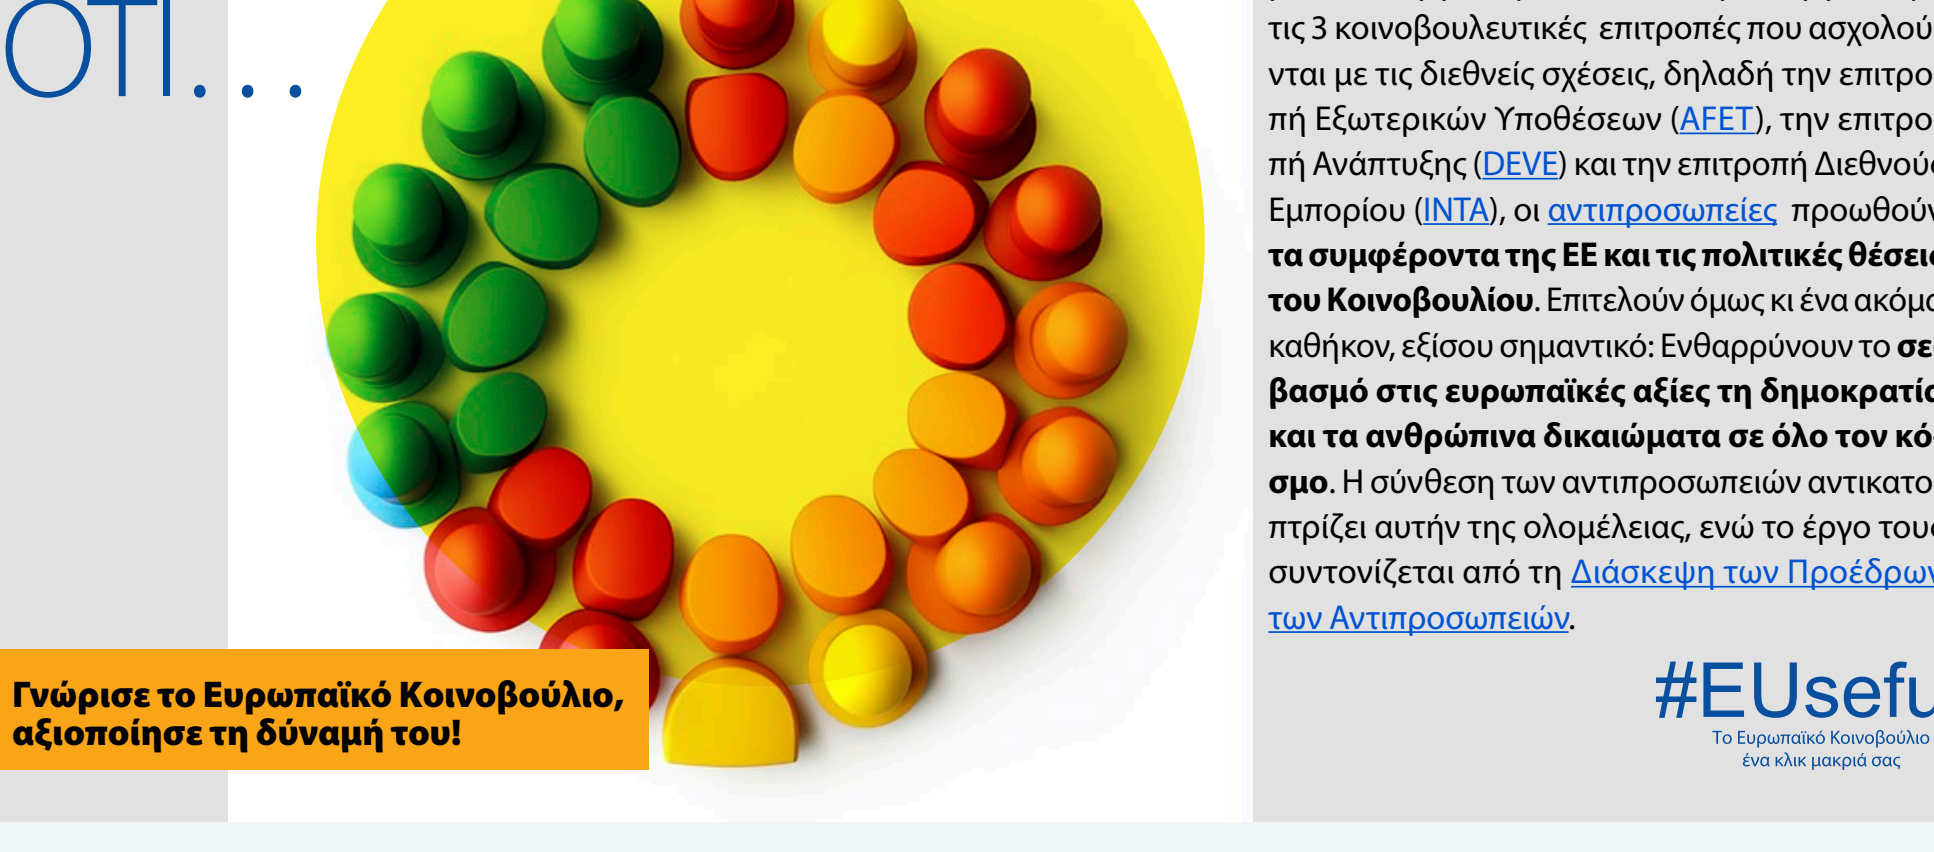 ΟΤΙ...
τις 3 κοινοβουλευτικές επιτροπές που ασχολού
νται με τις διεθνείς σχέσεις, δηλαδή την επιτρο
πή Εξωτερικών Υποθέσεων (AFET), την επιτρο
πή Ανάπτυξης (DEVE) και την επιτροπή Διεθνούς
Εμπορίου (INTA), οι αντιπροσωπείες προωθούν
τα συμφέροντα της ΕΕ και τις πολιτικές θέσεις
του Κοινοβουλίου. Επιτελούν όμως κι ένα ακόμα
καθήκον, εξίσου σημαντικό: Ενθαρρύνουν το σε-
βασμό στις ευρωπαϊκές αξίες τη δημοκρατία
και τα ανθρώπινα δικαιώματα σε όλο τον κό-
σμο. Η σύνθεση των αντιπροσωπειών αντικατο
πτρίζει αυτήν της ολομέλειας, ενώ το έργο τους
συντονίζεται από τη Διάσκεψη των Προέδρων
των Αντιπροσωπειών.
Γνώρισε το Ευρωπαϊκό Κοινοβούλιο,
αξιοποίησε τη δύναμή του!
#EUsefu
Το Ευρωπαϊκό Κοινοβούλιο
ένα κλικ μακριά σας